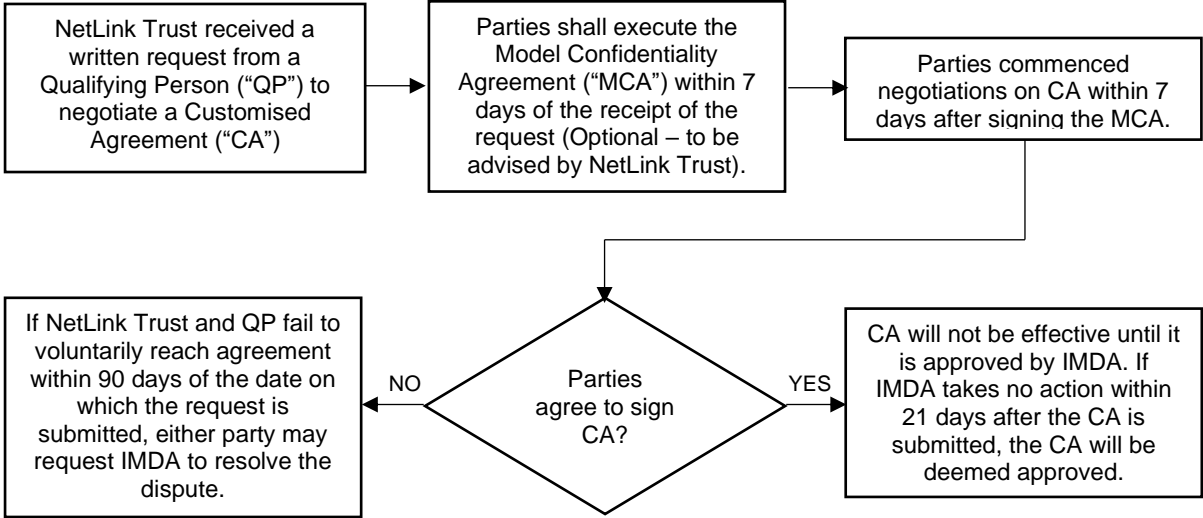 NetLink Trust received a
written request from a
Qualifying Person (“QP”) to
negotiate a Customised
Agreement (“CA”)
Parties shall execute the
Model Confidentiality
Agreement (“MCA”) within 7
days of the receipt of the
request (Optional – to be
advised by NetLink Trust).
Parties commenced
negotiations on CA within 7
days after signing the MCA.
If NetLink Trust and QP fail to
voluntarily reach agreement
within 90 days of the date on
which the request is
submitted, either party may
request IMDA to resolve the
dispute.
NO
Parties
agree to sign
CA?
YES
CA will not be effective until it
is approved by IMDA. If
IMDA takes no action within
21 days after the CA is
submitted, the CA will be
deemed approved.